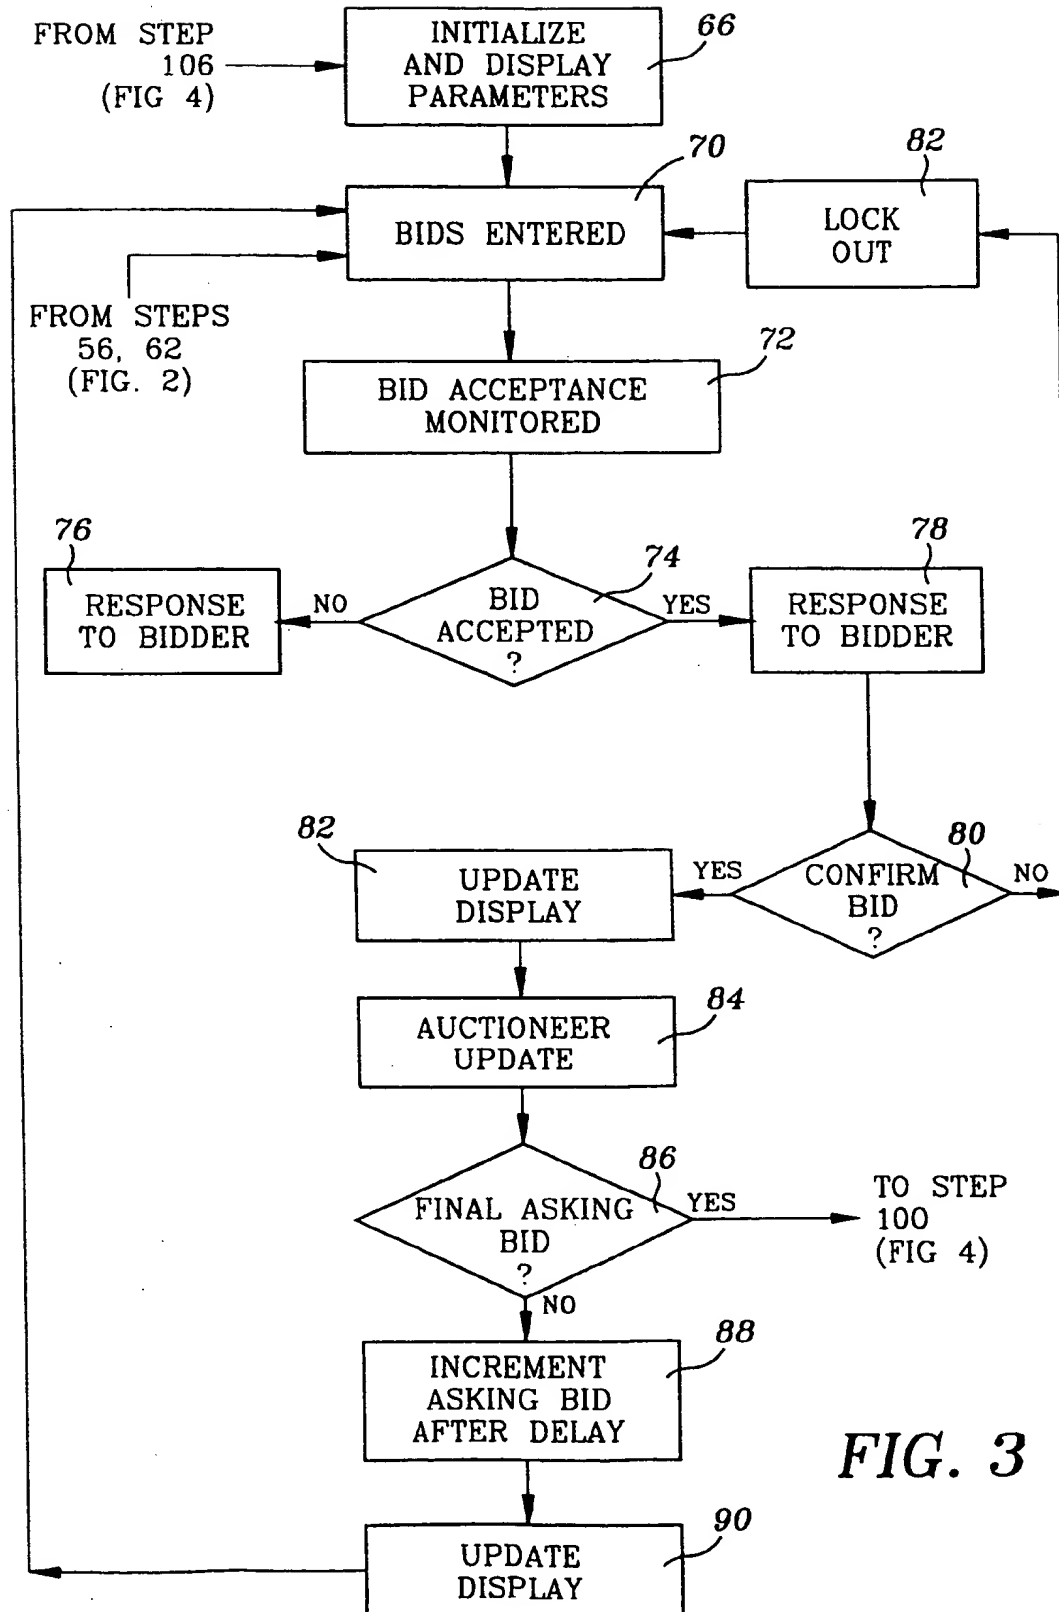 FROM STEP
106
(FIG 4)
INITIALIZE
AND DISPLAY
PARAMETERS
66
70
BIDS ENTERED
82
LOCK
OUT
FROM STEPS
56, 62
(FIG. 2)
72
BID ACCEPTANCE
MONITORED
76
RESPONSE
TO BIDDER
NO
74
BID
ACCEPTED
?
YES
78
RESPONSE
TO BIDDER
82
UPDATE
DISPLAY
YES
80
CONFIRM
BID
?
NO
84
AUCTIONEER
UPDATE
86
FINAL ASKING
BID
?
YES
TO STEP
100
(FIG 4)
NO
88
INCREMENT
ASKING BID
AFTER DELAY
FIG. 3
90
UPDATE
DISPLAY